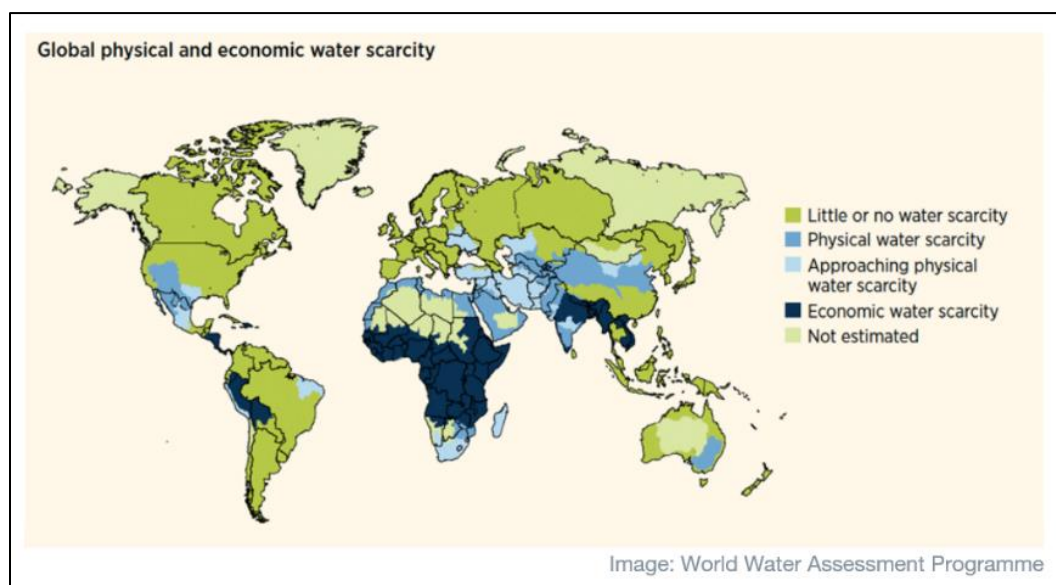 Global physical and economic water scarcity
Little or no water scarcity
Physical water scarcity
Approaching physical
water scarcity
Economic water scarcity
Not estimated
Image: World Water Assessment Programme